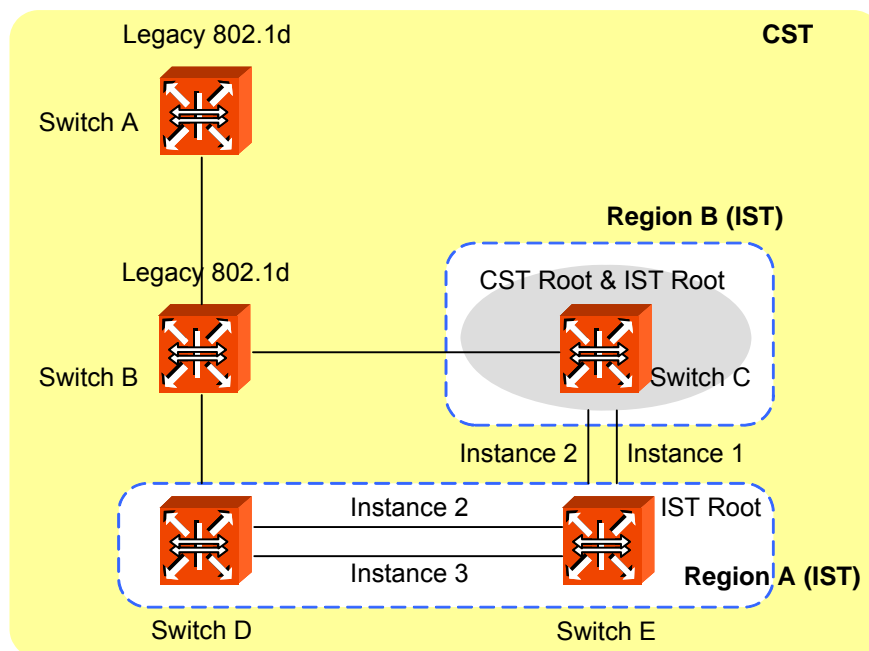 Legacy 802.1d
CST
Switch A
Region B (IST)
Legacy 802.1d
CST Root & IST Root
Switch B
Switch C
Instance 2
Instance 1
Instance 2
IST Root
Instance 3
Region A (IST)
Switch D
Switch E